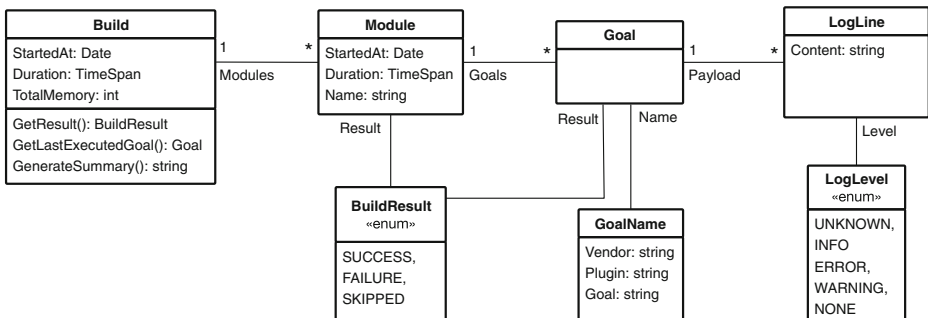 Build
StartedAt: Date
Duration: TimeSpan
TotalMemory: int
GetResult(): BuildResult
GetLastExecutedGoal(): Goal
GenerateSummary(): string
1
*
Modules
Module
StartedAt: Date
Duration: TimeSpan
Name: string
1
*
Goals
Result
Goal
1
*
Payload
Result
Name
LogLine
Content: string
Level
BuildResult
«enum»
SUCCESS,
FAILURE,
SKIPPED
GoalName
Vendor: string
Plugin: string
Goal: string
LogLevel
«enum»
UNKNOWN,
INFO
ERROR,
WARNING,
NONE